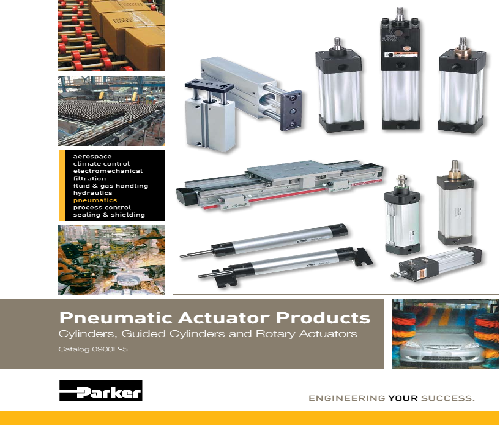 aerospace
climate control
electromechanical
filtration
fluid & gas handling
hydraulics
pneumatics
process control
sealing & shielding
Pneumatic Actuator Products
Cylinders, Guided Cylinders and Rotary Actuators
Catalog
Parker
ENGINEERING YOUR SUCCESS.